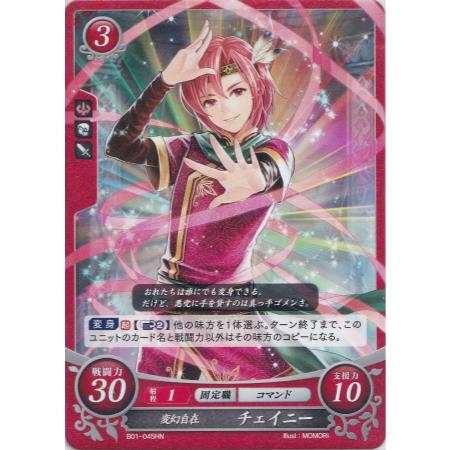 3
おれたちは誰にでも変身できる。
だけど、悪党に手を貸すのは真っ平ゴメンさ。
変身 起 【 2】他の味方を1体選ぶ。ターン終了まで、この
ユニットのカード名と戦闘力以外はその味方のコピーになる。
戦闘力 30
射程 1 固定職 コマンド
支援力 10
変幻自在 チェイニー
B01-045HN
Illust：MOMORI